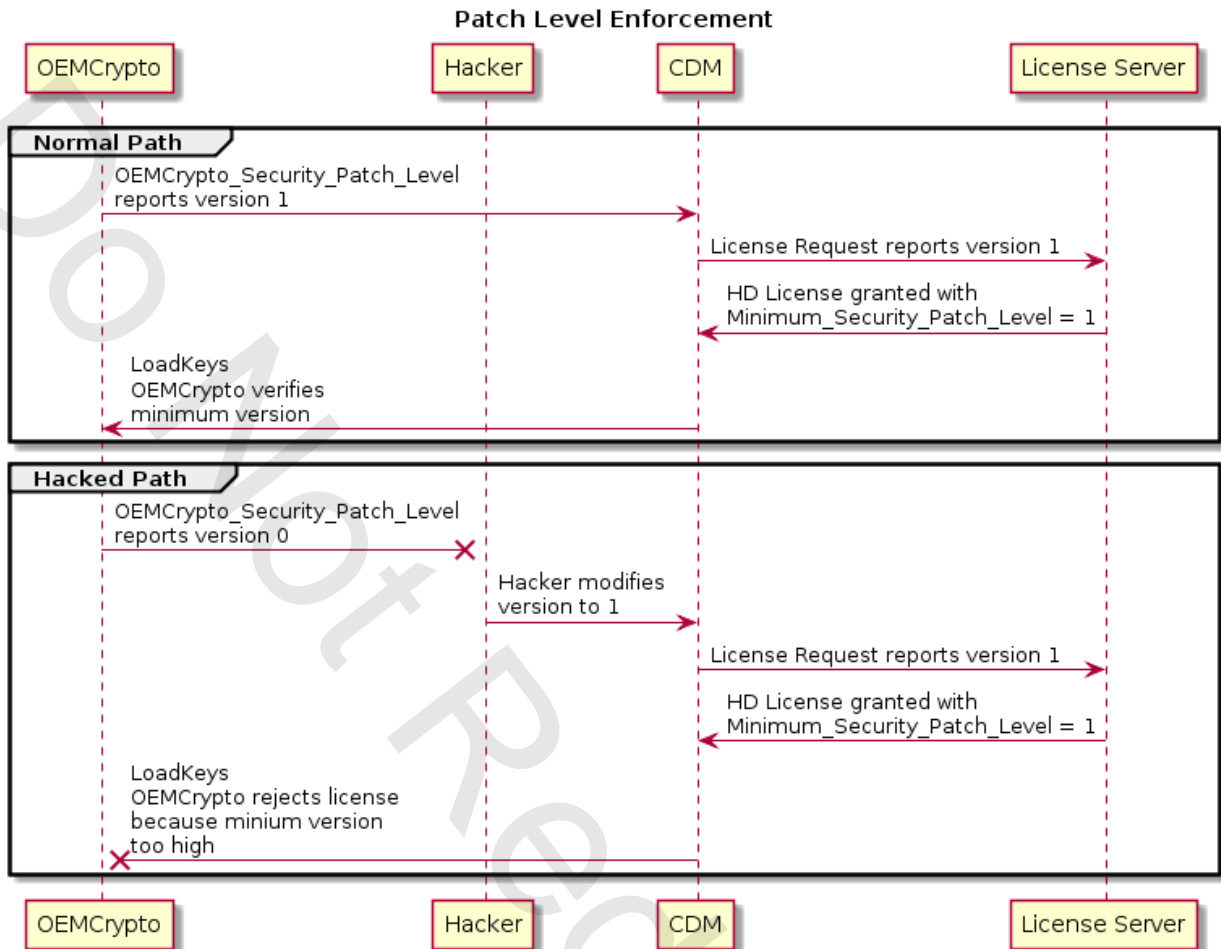 Patch Level Enforcement
OEMCrypto
Hacker
CDM
License Server
Normal Path
OEMCrypto_Security_Patch_Level
reports version 1
License Request reports version 1
HD License granted with
Minimum_Security_Patch_Level = 1
LoadKeys
OEMCrypto verifies
minimum version
Hacked Path
OEMCrypto_Security_Patch_Level
reports version 0
Hacker modifies
version to 1
License Request reports version 1
HD License granted with
Minimum_Security_Patch_Level = 1
LoadKeys
OEMCrypto rejects license
because minium version
too high
OEMCrypto
Hacker
CDM
License Server
Do Not Red